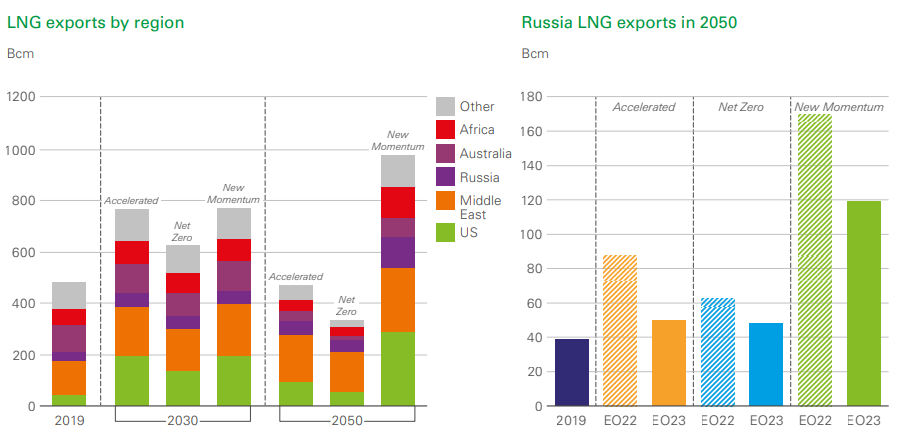 LNG exports by region
Bcm
1200
1000
800
600
400
200
0
Accelerated
Net
Zero
New
Momentum
Accelerated
Net
Zero
New
Momentum
2019
2030
2050
Other
Africa
Australia
Russia
Middle
East
US
Russia LNG exports in 2050
Bcm
180
160
140
120
100
80
60
40
20
0
Accelerated
Net Zero
New Momentum
2019 EO22 EO23 EO22 EO23 EO22 EO23